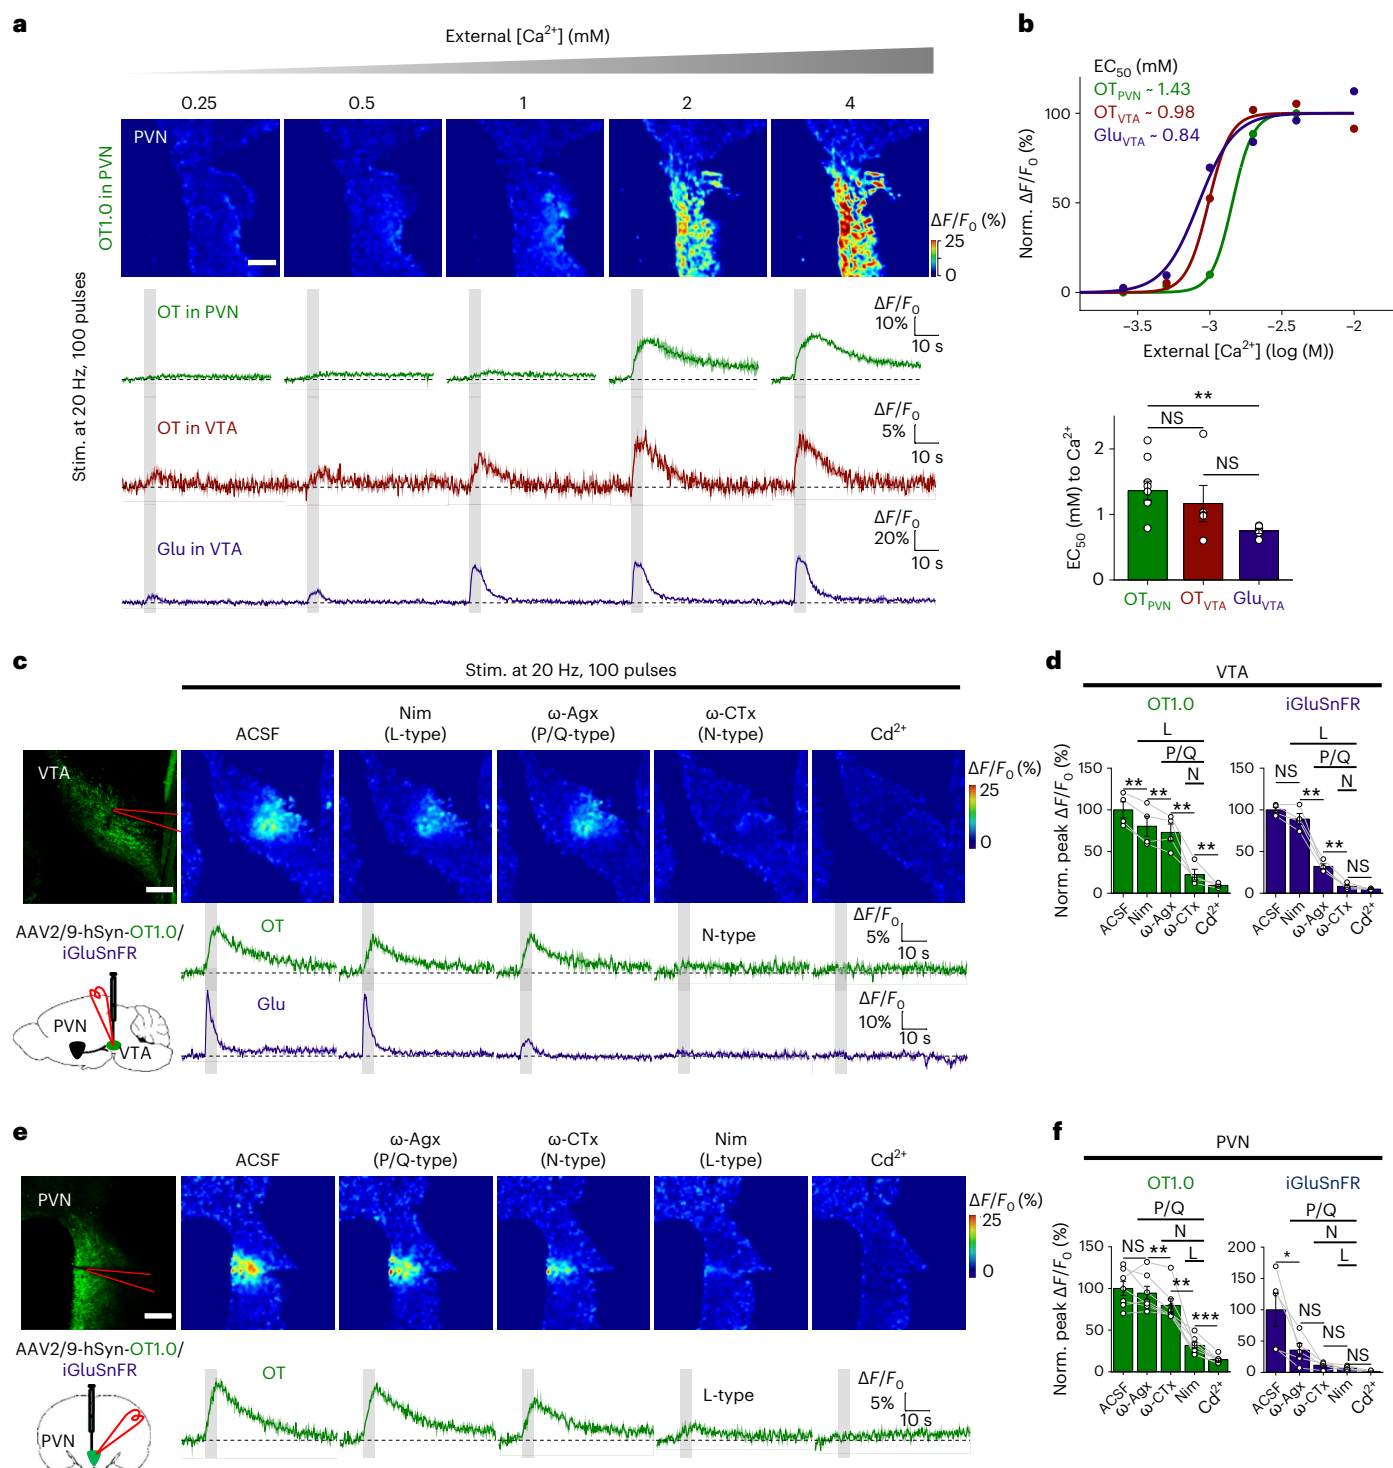 a
External [Ca²⁺] (mM)
0.25 0.5 1 2 4
OT1.0 in PVN
PVN
ΔF/F₀ (%)
25
0
Stim. at 20 Hz, 100 pulses
OT in PVN
ΔF/F₀
10%
10 s
OT in VTA
ΔF/F₀
5%
10 s
Glu in VTA
ΔF/F₀
20%
10 s
b
EC₅₀ (mM)
OT_PVN ~ 1.43
OT_VTA ~ 0.98
Glu_VTA ~ 0.84
Norm. ΔF/F₀ (%)
100
50
0
−3.5 −3 −2.5 −2
External [Ca²⁺] (log (M))
**
NS
NS
EC₅₀ (mM) to Ca²⁺
2
1
0
OT_PVN OT_VTA Glu_VTA
c
Stim. at 20 Hz, 100 pulses
ACSF
Nim
(L-type)
ω-Agx
(P/Q-type)
ω-CTx
(N-type)
Cd²⁺
VTA
ΔF/F₀ (%)
25
0
AAV2/9-hSyn-OT1.0/
iGluSnFR
PVN
VTA
OT
N-type
ΔF/F₀
5%
10 s
Glu
ΔF/F₀
10%
10 s
d
VTA
OT1.0
L
P/Q
N
Norm. peak ΔF/F₀ (%)
150
100
50
0
** ** ** **
ACSF Nim ω-Agx ω-CTx Cd²⁺
iGluSnFR
L
P/Q
N
150
100
50
0
NS ** ** NS
ACSF Nim ω-Agx ω-CTx Cd²⁺
e
ACSF
ω-Agx
(P/Q-type)
ω-CTx
(N-type)
Nim
(L-type)
Cd²⁺
PVN
ΔF/F₀ (%)
25
0
AAV2/9-hSyn-OT1.0/
iGluSnFR
PVN
OT
L-type
ΔF/F₀
5%
10 s
f
PVN
OT1.0
P/Q
N
L
Norm. peak ΔF/F₀ (%)
150
100
50
0
NS ** ** ***
ACSF ω-Agx ω-CTx Nim Cd²⁺
iGluSnFR
P/Q
N
L
200
150
100
50
0
* NS NS NS
ACSF ω-Agx ω-CTx Nim Cd²⁺